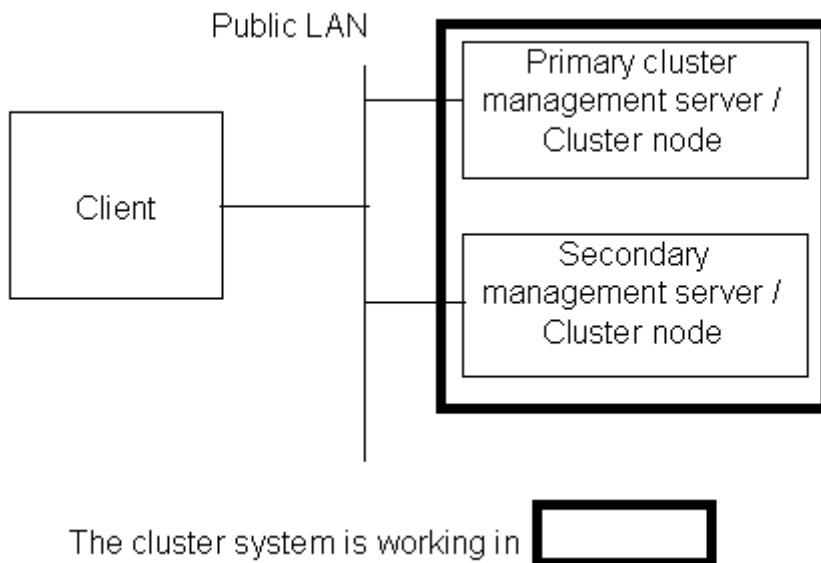 Public LAN
Client
Primary cluster
management server /
Cluster node
Secondary
management server /
Cluster node
The cluster system is working in